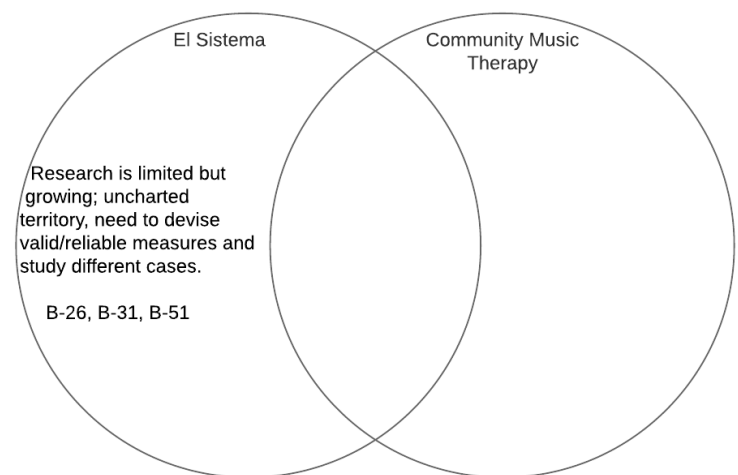 El Sistema
Community Music
Therapy
Research is limited but
growing; uncharted
territory, need to devise
valid/reliable measures and
study different cases.
B-26, B-31, B-51